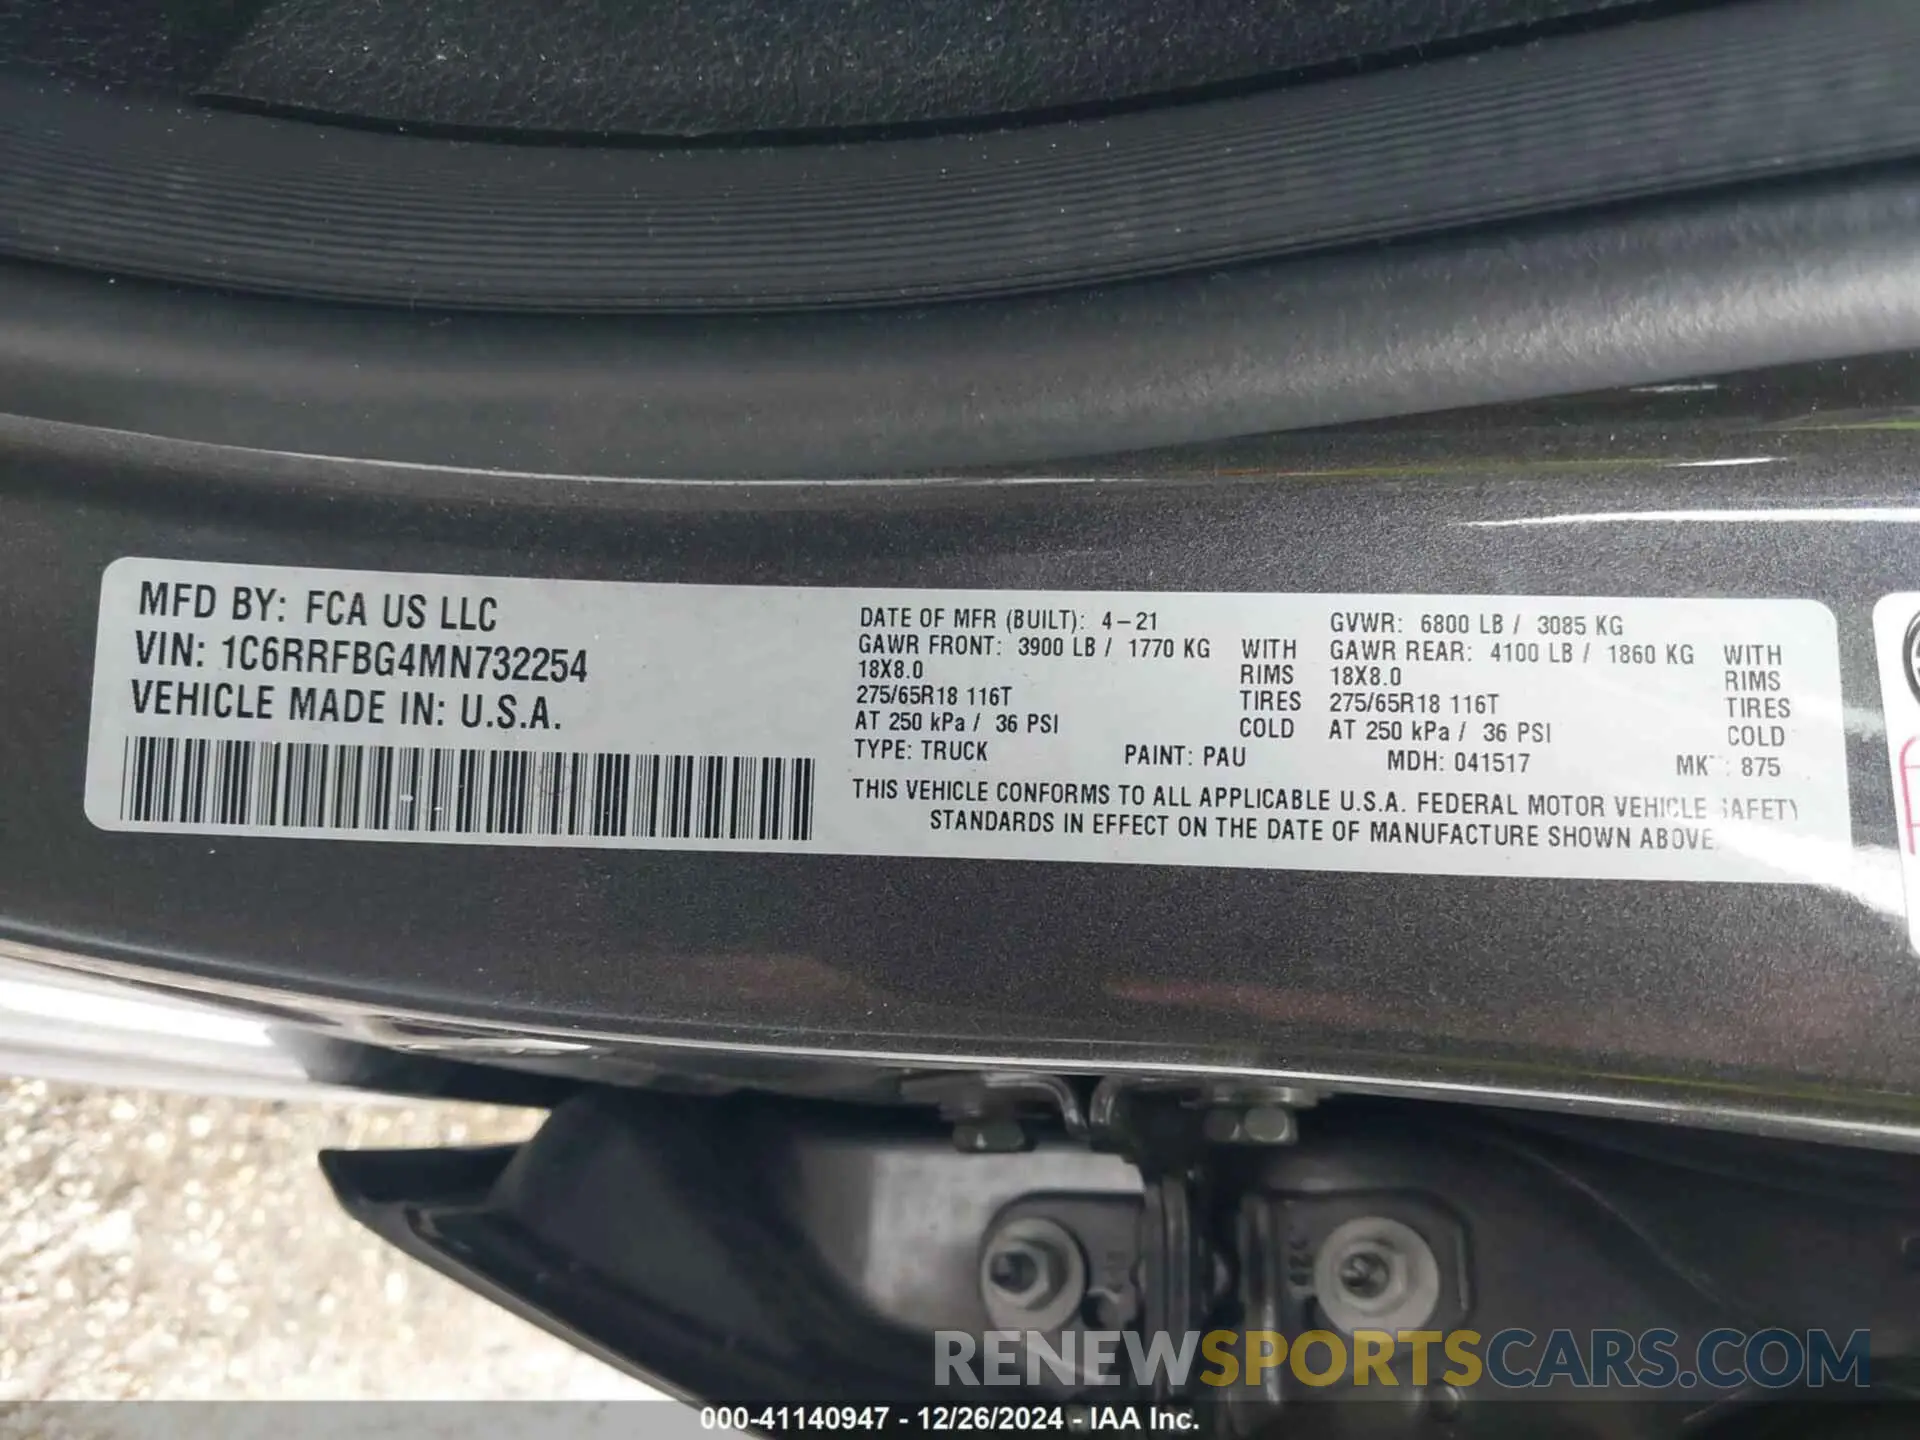 MFD BY: FCA US LLC
VIN: 1C6RRFBG4MN732254
VEHICLE MADE IN: U.S.A.
DATE OF MFR (BUILT): 4-21 GVWR: 6800 LB / 3085 KG
GAWR FRONT: 3900 LB / 1770 KG WITH GAWR REAR: 4100 LB / 1860 KG WITH
18X8.0 RIMS 18X8.0 RIMS
275/65R18 116T TIRES 275/65R18 116T TIRES
AT 250 kPa / 36 PSI COLD AT 250 kPa / 36 PSI COLD
TYPE: TRUCK PAINT: PAU MDH: 041517 : 875
THIS VEHICLE CONFORMS TO ALL APPLICABLE U.S.A. FEDERAL MOTOR VEHICLE SAFETY
STANDARDS IN EFFECT ON THE DATE OF MANUFACTURE SHOWN ABOVE
RENEWSPORTSCARS.COM
000-41140947 - 12/26/2024 - IAA Inc.